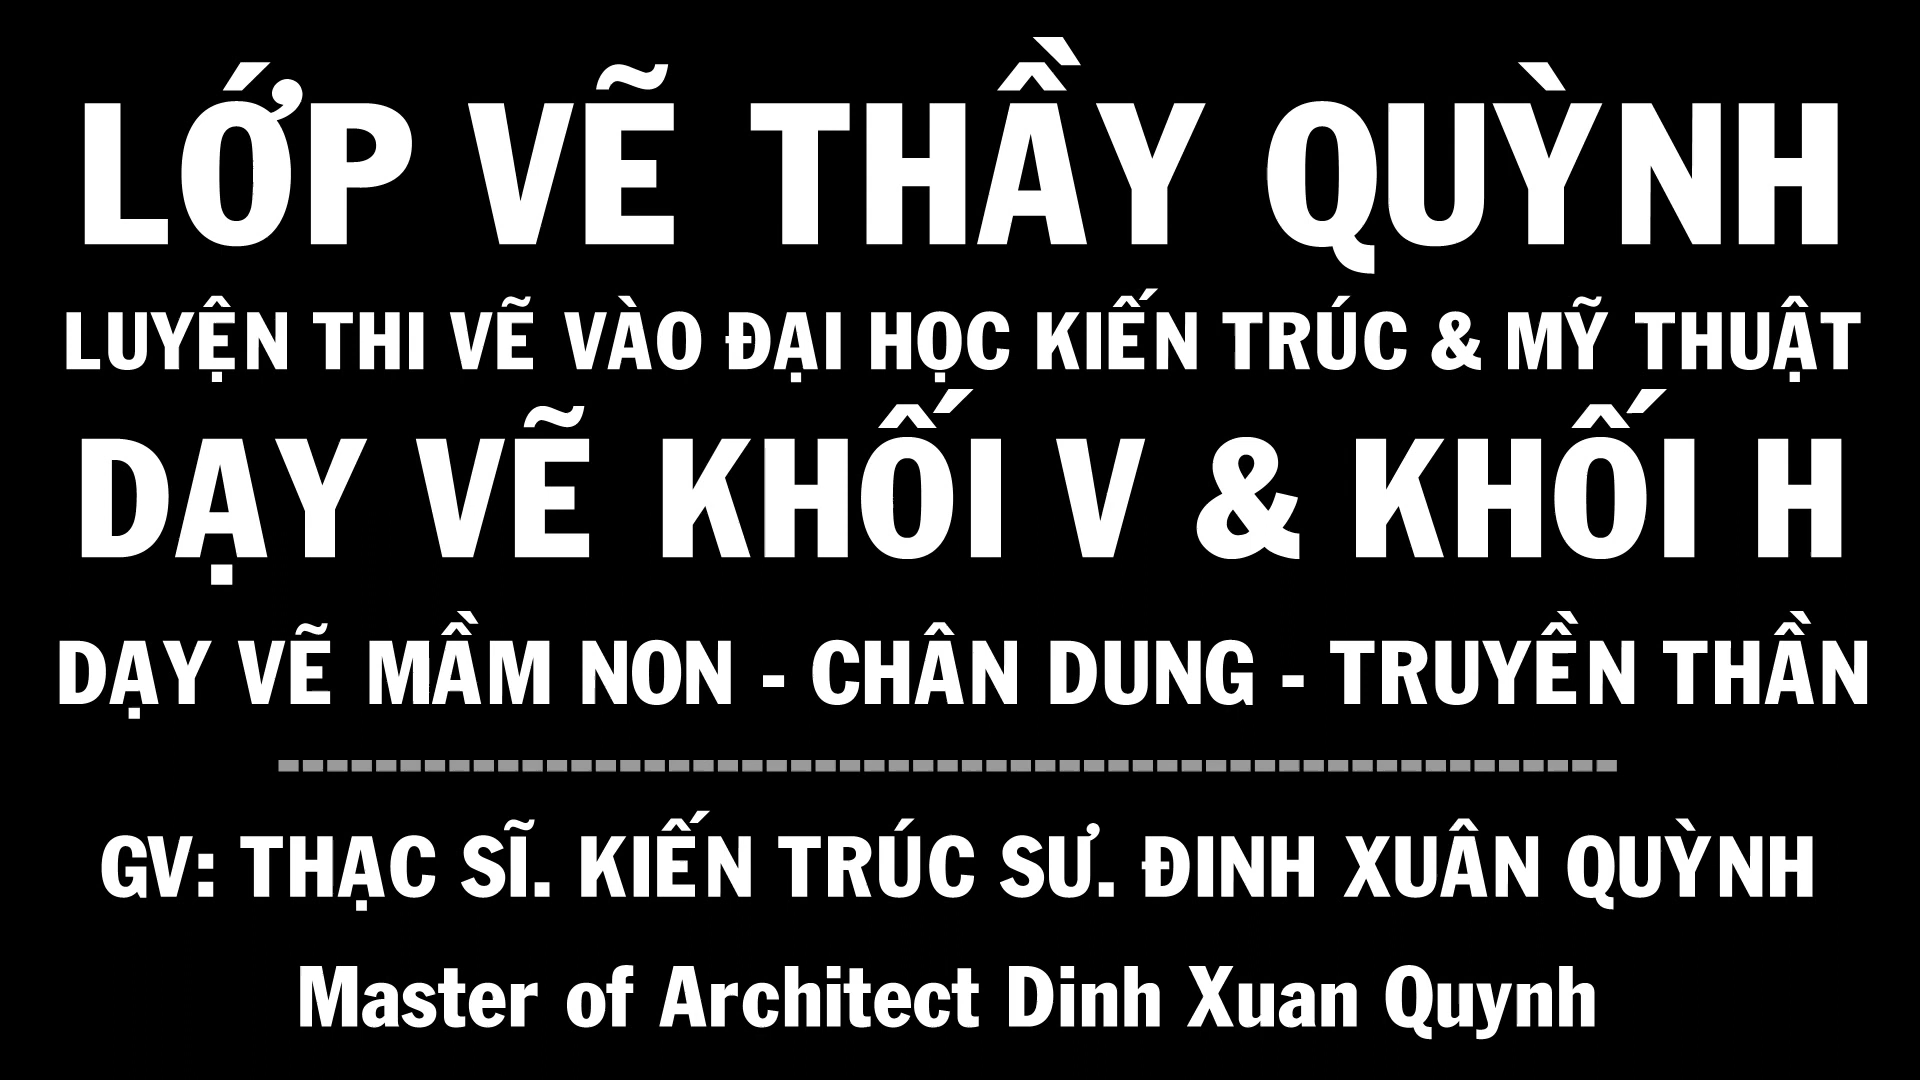 LỚP VẼ THẦY QUỲNH
LUYỆN THI VẼ VÀO ĐẠI HỌC KIẾN TRÚC & MỸ THUẬT
DẠY VẼ KHỐI V & KHỐI H
DẠY VẼ MẦM NON - CHÂN DUNG - TRUYỀN THẦN
GV: THẠC SĨ. KIẾN TRÚC SƯ. ĐINH XUÂN QUỲNH
Master of Architect Dinh Xuan Quynh